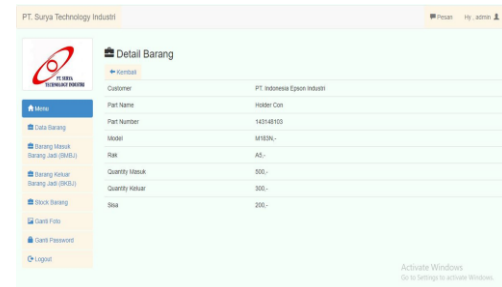 PT. Surya Technology Industri
Pesan
Hy , admin
PT. SURYA
TECHNOLOGY INDUSTRI
Menu
Data Barang
Barang Masuk
Barang Jadi (BMBJ)
Barang Keluar
Barang Jadi (BKBJ)
Stock Barang
Ganti Foto
Ganti Password
Logout
Detail Barang
Kembali
Customer PT. Indonesia Epson Industri
Part Name Holder Con
Part Number 143148103
Model M183N,-
Rak A5,-
Quantity Masuk 500,-
Quantity Keluar 300,-
Sisa 200,-
Activate Windows
Go to Settings to activate Windows.